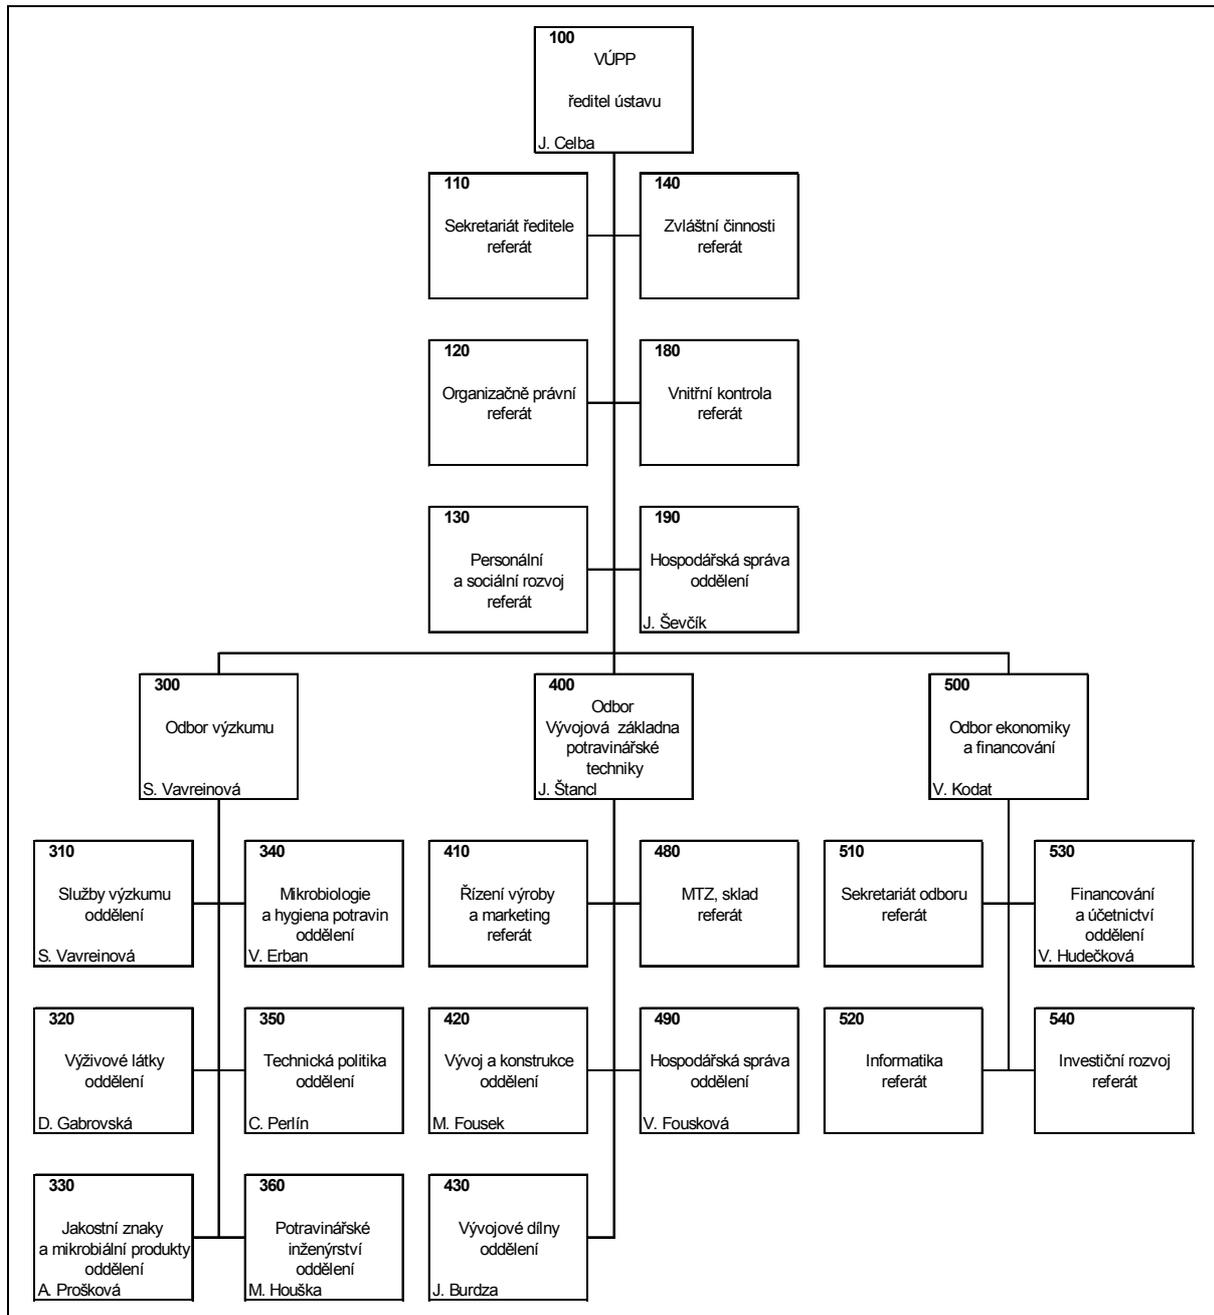 100
VÚPP
ředitel ústavu
J. Celba
110
Sekretariát ředitele
referát
140
Zvláštní činnosti
referát
120
Organizačně právní
referát
180
Vnitřní kontrola
referát
130
Personální
a sociální rozvoj
referát
190
Hospodářská správa
oddělení
J. Ševčík
300
Odbor výzkumu
S. Vavreinová
400
Odbor
Vývojová základna
potravinářské
techniky
J. Štancl
500
Odbor ekonomiky
a financování
V. Kodat
310
Služby výzkumu
oddělení
S. Vavreinová
340
Mikrobiologie
a hygiena potravin
oddělení
V. Erban
410
Řízení výroby
a marketing
referát
480
MTZ, sklad
referát
510
Sekretariát odboru
referát
530
Financování
a účetnictví
oddělení
V. Hudečková
320
Výživové látky
oddělení
D. Gabrovská
350
Technická politika
oddělení
C. Perlín
420
Vývoj a konstrukce
oddělení
M. Fousek
490
Hospodářská správa
oddělení
V. Fousková
520
Informatika
referát
540
Investiční rozvoj
referát
330
Jakostní znaky
a mikrobiální produkty
oddělení
A. Prošková
360
Potravinářské
inženýrství
oddělení
M. Houška
430
Vývojové dílny
oddělení
J. Burdza